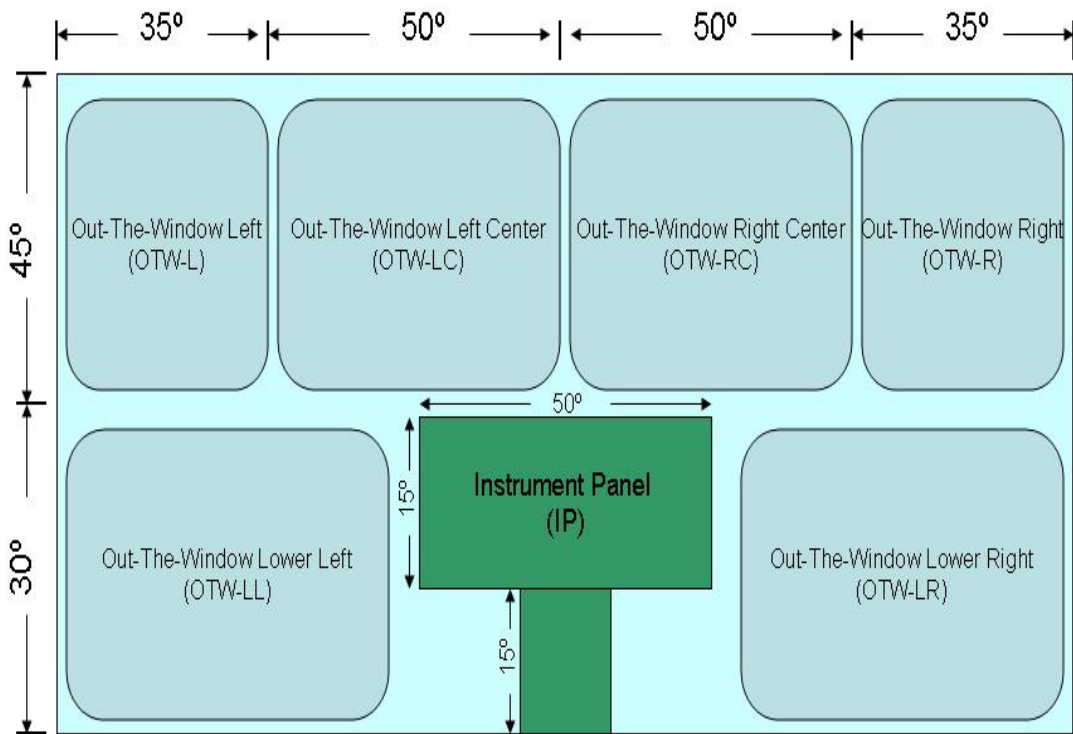 35º 50º 50º 35º
45º
Out-The-Window Left
(OTW-L)
Out-The-Window Left Center
(OTW-LC)
Out-The-Window Right Center
(OTW-RC)
Out-The-Window Right
(OTW-R)
50º
30º
15º
Instrument Panel
(IP)
Out-The-Window Lower Left
(OTW-LL)
Out-The-Window Lower Right
(OTW-LR)
15º